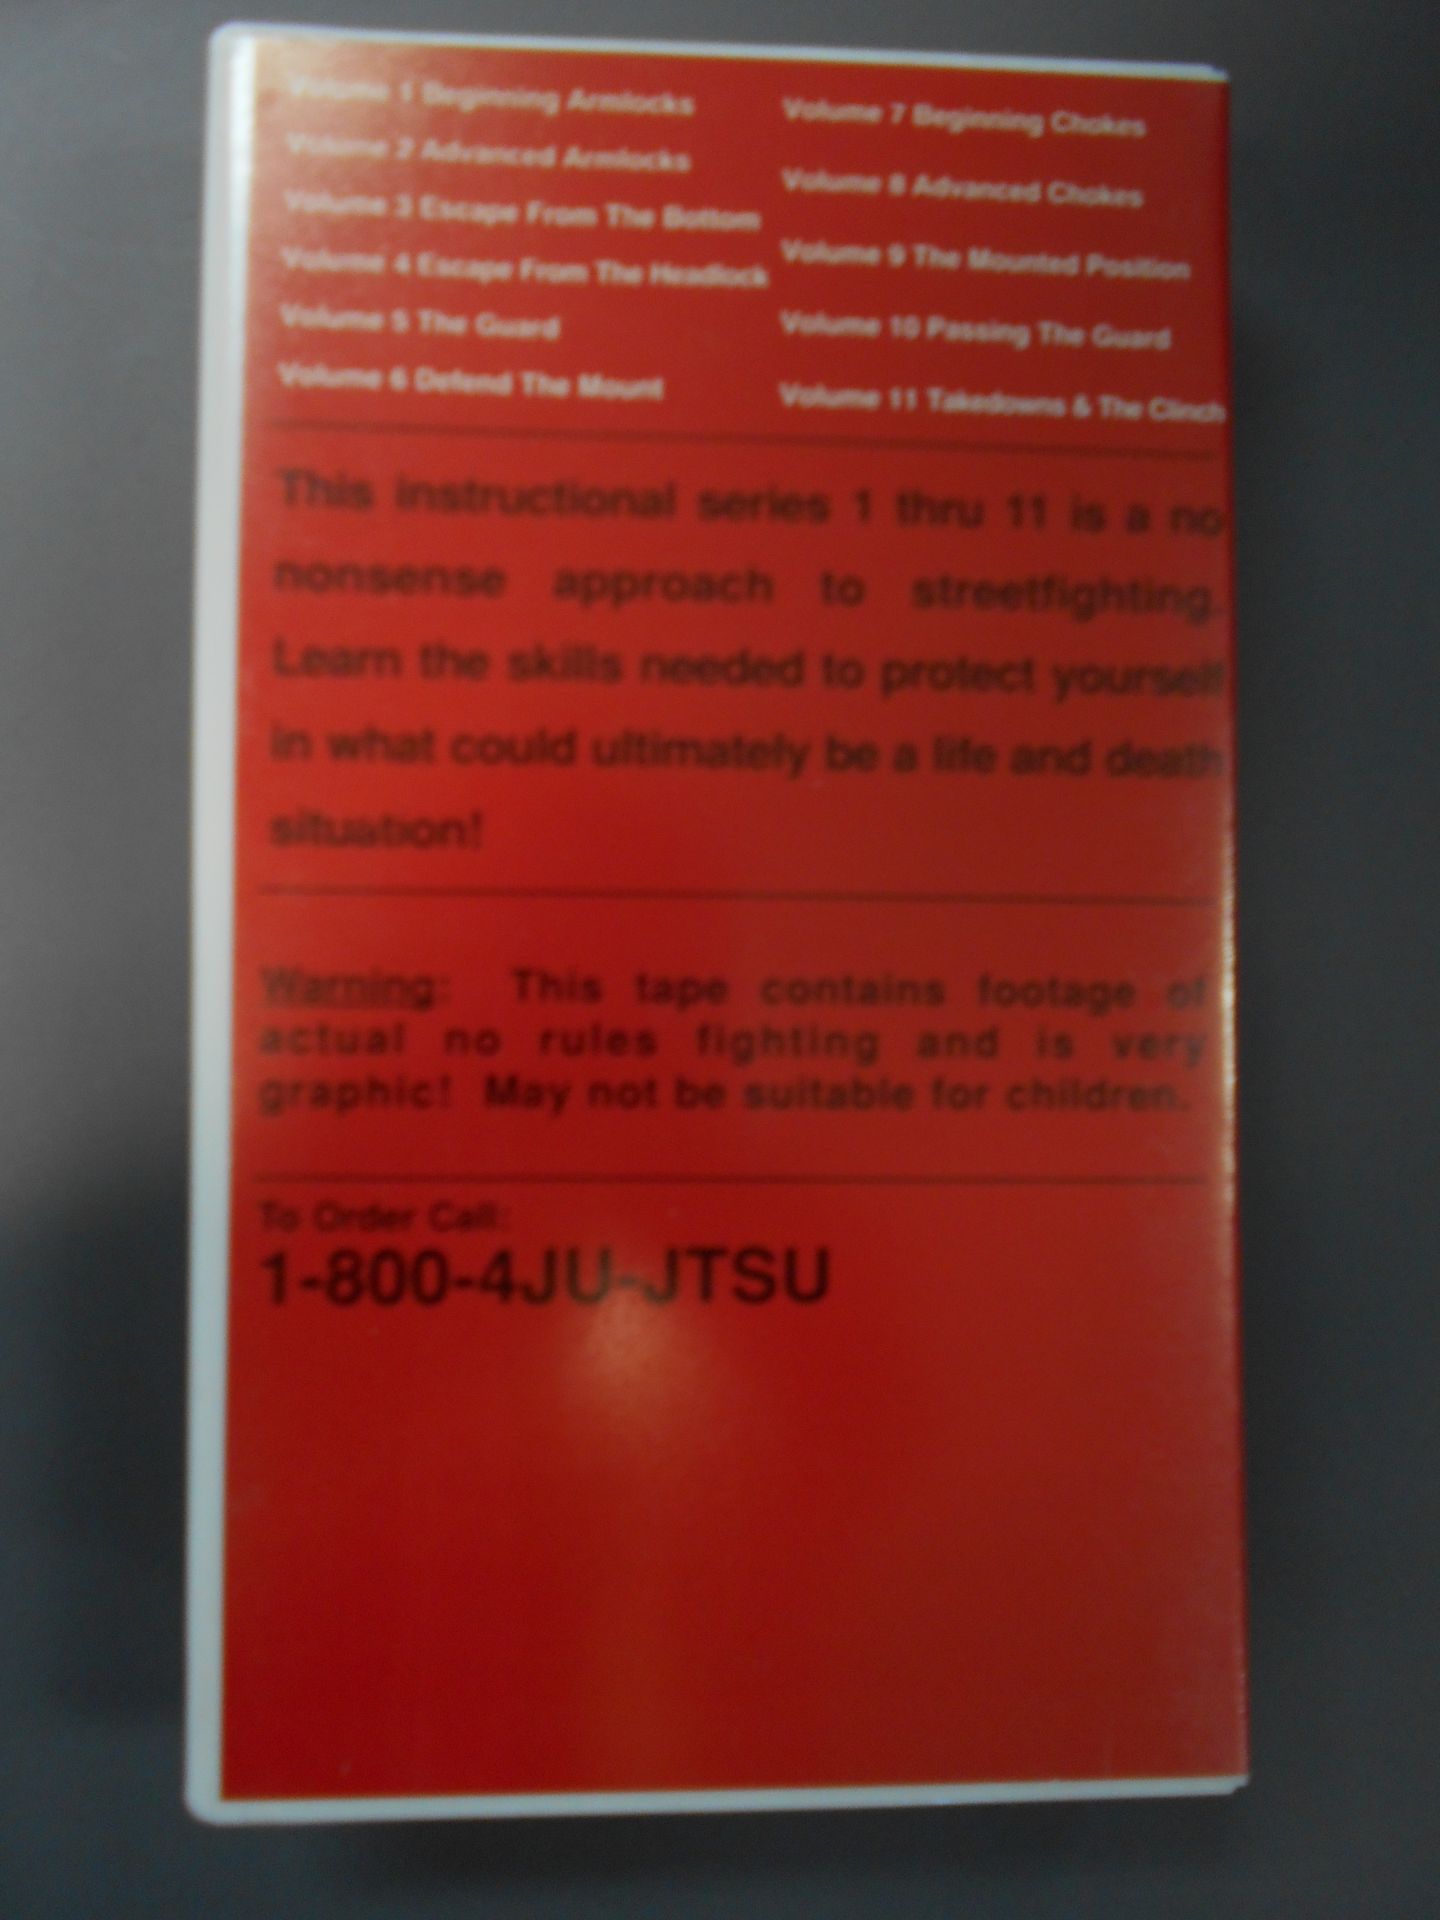 Volume 1 Beginning Armlocks
Volume 2 Advanced Armlocks
Volume 3 Escape From The Bottom
Volume 4 Escape From The Headlock
Volume 5 The Guard
Volume 6 Defend The Mount
Volume 7 Beginning Chokes
Volume 8 Advanced Chokes
Volume 9 The Mounted Position
Volume 10 Passing The Guard
Volume 11 Takedowns & The Clinch
This instructional series 1 thru 11 is a no
nonsense approach to streetfighting.
Learn the skills needed to protect yourself
in what could ultimately be a life and death
situation!
Warning: This tape contains footage of
actual no rules fighting and is very
graphic! May not be suitable for children.
To Order Call:
1-800-4JU-JTSU